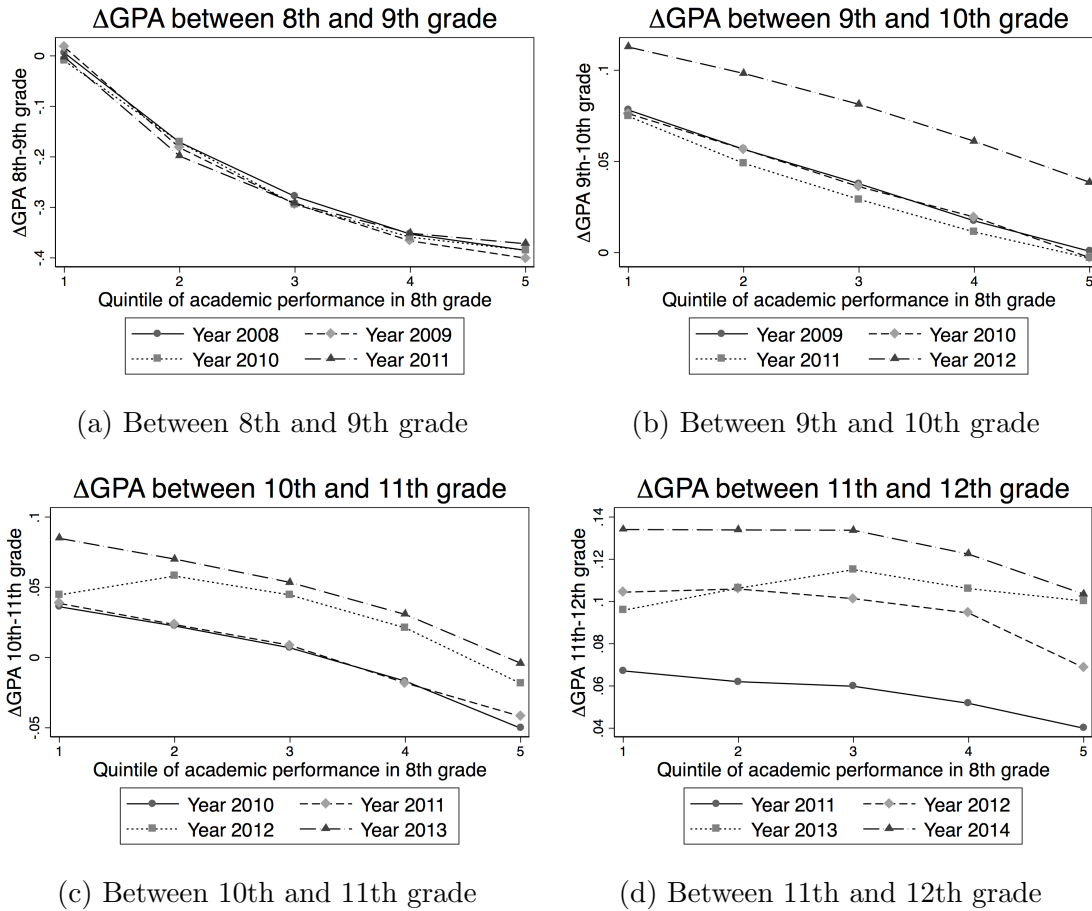 ΔGPA between 8th and 9th grade
ΔGPA 8th-9th grade
0
-.1
-.2
-.3
-.4
1 2 3 4 5
Quintile of academic performance in 8th grade
Year 2008 Year 2009
Year 2010 Year 2011
(a) Between 8th and 9th grade
ΔGPA between 9th and 10th grade
ΔGPA 9th-10th grade
.1
.05
0
1 2 3 4 5
Quintile of academic performance in 8th grade
Year 2009 Year 2010
Year 2011 Year 2012
(b) Between 9th and 10th grade
ΔGPA between 10th and 11th grade
ΔGPA 10th-11th grade
.1
.05
0
-.05
1 2 3 4 5
Quintile of academic performance in 8th grade
Year 2010 Year 2011
Year 2012 Year 2013
(c) Between 10th and 11th grade
ΔGPA between 11th and 12th grade
ΔGPA 11th-12th grade
.14
.12
.1
.08
.06
.04
1 2 3 4 5
Quintile of academic performance in 8th grade
Year 2011 Year 2012
Year 2013 Year 2014
(d) Between 11th and 12th grade